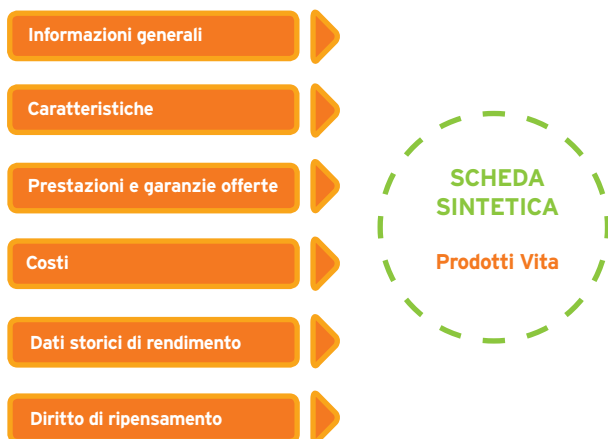 Informazioni generali
Caratteristiche
Prestazioni e garanzie offerte
Costi
Dati storici di rendimento
Diritto di ripensamento
SCHEDA
SINTETICA
Prodotti Vita